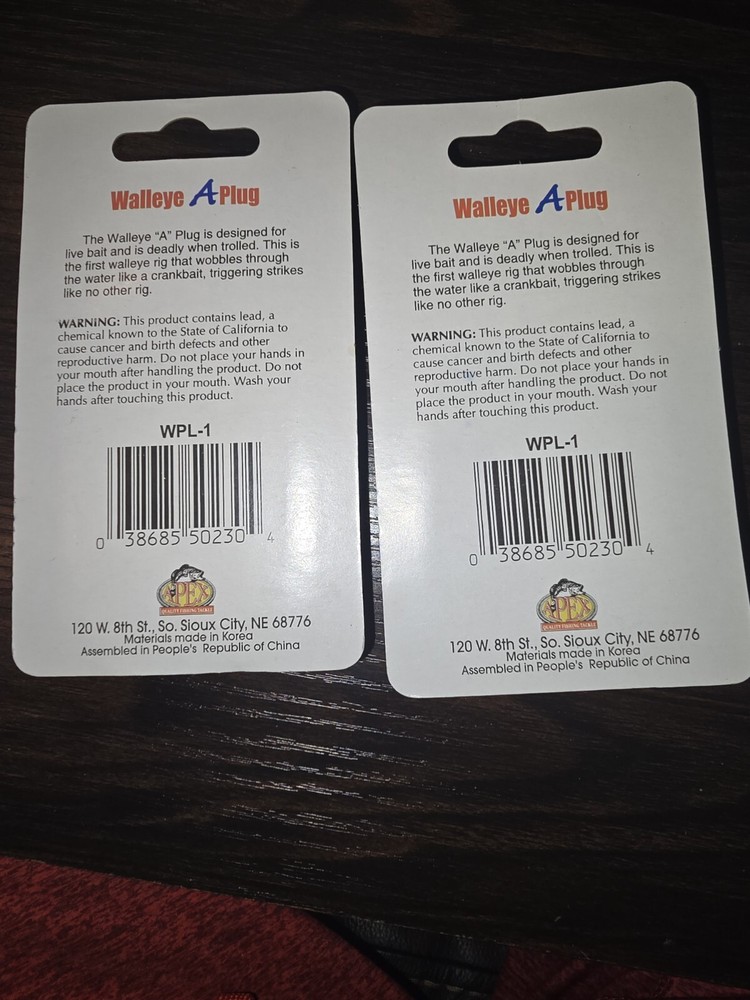 Walleye A Plug
The Walleye "A" Plug is designed for
live bait and is deadly when trolled. This is
the first walleye rig that wobbles through
the water like a crankbait, triggering strikes
like no other rig.
WARNING: This product contains lead, a
chemical known to the State of California to
cause cancer and birth defects and other
reproductive harm. Do not place your hands in
your mouth after handling the product. Do not
place the product in your mouth. Wash your
hands after touching this product.
WPL-1
0 38685 50230 4
APEX
QUALITY FISHING TACKLE
120 W. 8th St., So. Sioux City, NE 68776
Materials made in Korea
Assembled in People's Republic of China
Walleye A Plug
The Walleye "A" Plug is designed for
live bait and is deadly when trolled. This is
the first walleye rig that wobbles through
the water like a crankbait, triggering strikes
like no other rig.
WARNING: This product contains lead, a
chemical known to the State of California to
cause cancer and birth defects and other
reproductive harm. Do not place your hands in
your mouth after handling the product. Do not
place the product in your mouth. Wash your
hands after touching this product.
WPL-1
0 38685 50230 4
APEX
QUALITY FISHING TACKLE
120 W. 8th St., So. Sioux City, NE 68776
Materials made in Korea
Assembled in People's Republic of China